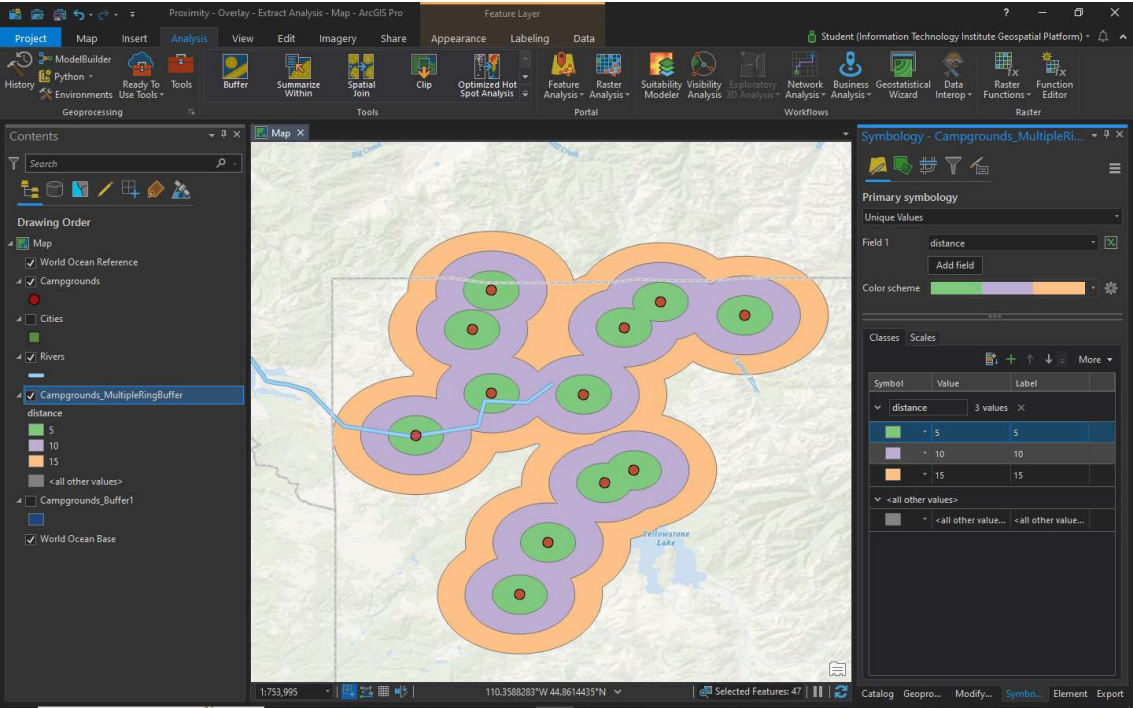 Proximity - Overlay - Extract Analysis - Map - ArcGIS Pro
Feature Layer
?
Project Map Insert Analysis View Edit Imagery Share Appearance Labeling Data
Student (Information Technology Institute Geospatial Platform)
History
ModelBuilder
Python
Environments
Ready To Use Tools
Tools
Buffer
Summarize Within
Spatial Join
Clip
Optimized Hot Spot Analysis
Feature Analysis
Raster Analysis
Suitability Modeler
Visibility Analysis
Exploratory 3D Analysis
Network Analysis
Business Analysis
Geostatistical Wizard
Data Interop
Raster Functions
Function Editor
Geoprocessing
Tools
Portal
Workflows
Raster
Contents
Search
Drawing Order
Map
World Ocean Reference
Campgrounds
Cities
Rivers
Campgrounds_MultipleRingBuffer
distance
5
10
15
<all other values>
Campgrounds_Buffer1
World Ocean Base
Map
Big Creek
Creek
River
Yellowstone
Lake
1:753,995
110.3588283°W 44.8614435°N
Selected Features: 47
Symbology - Campgrounds_MultipleRi...
Primary symbology
Unique Values
Field 1
distance
Add field
Color scheme
Classes Scales
More
Symbol Value Label
distance 3 values
5 5
10 10
15 15
<all other values>
<all other value... <all other value...
Catalog Geopro... Modify... Symbo... Element Export